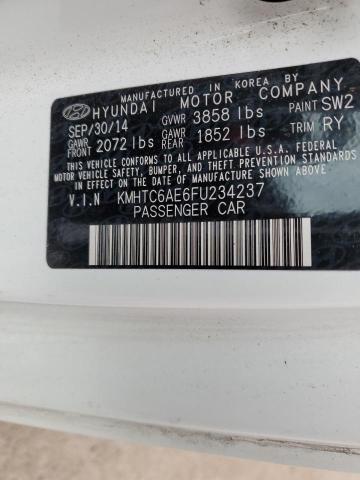 MANUFACTURED IN KOREA BY
HYUNDAI MOTOR COMPANY
SEP/30/14 GVWR 3858 lbs PAINT SW2
GAWR FRONT 2072 lbs GAWR REAR 1852 lbs TRIM RY
THIS VEHICLE CONFORMS TO ALL APPLICABLE U.S. FEDERAL
MOTOR VEHICLE SAFETY, BUMPER, AND THEFT PREVENTION STANDARDS
IN EFFECT ON THE DATE OF MANUFACTURE SHOWN ABOVE.
V.I.N KMHTC6AE6FU234237
PASSENGER CAR